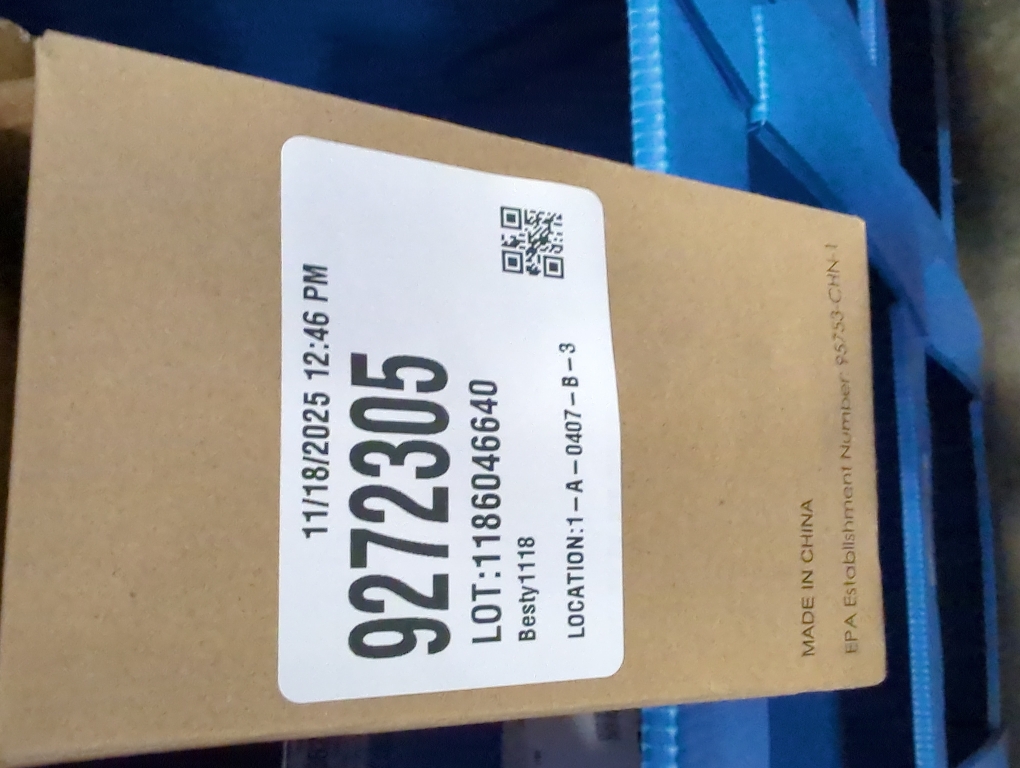 11/18/2025 12:46 PM
9272305
LOT:1186046640
Besty1118
LOCATION:1-A-0407-B-3
MADE IN CHINA
EPA Establishment Number: 95753-CHN-1